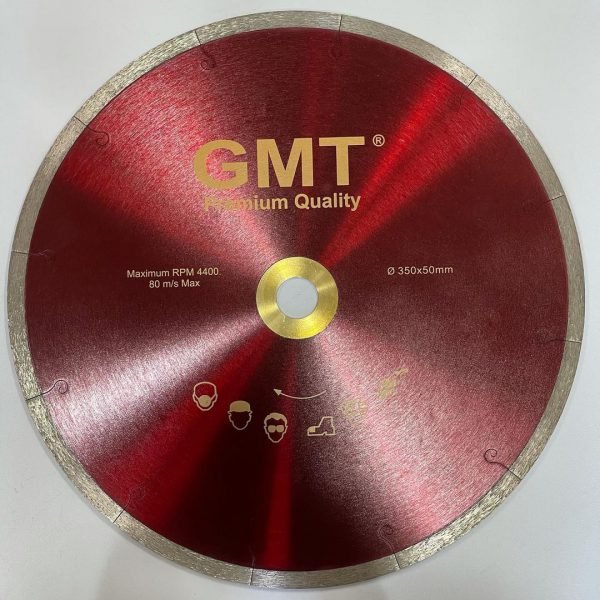 GMT®
Premium Quality
Maximum RPM 4400
80 m/s Max
Ø 350x50mm